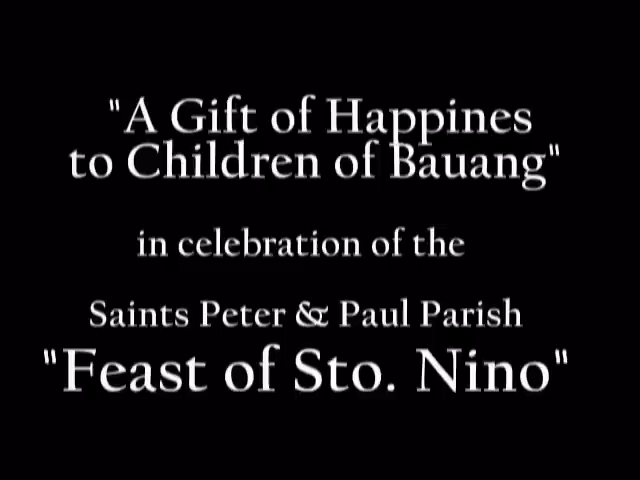 "A Gift of Happines
to Children of Bauang"
in celebration of the
Saints Peter & Paul Parish
"Feast of Sto. Nino"